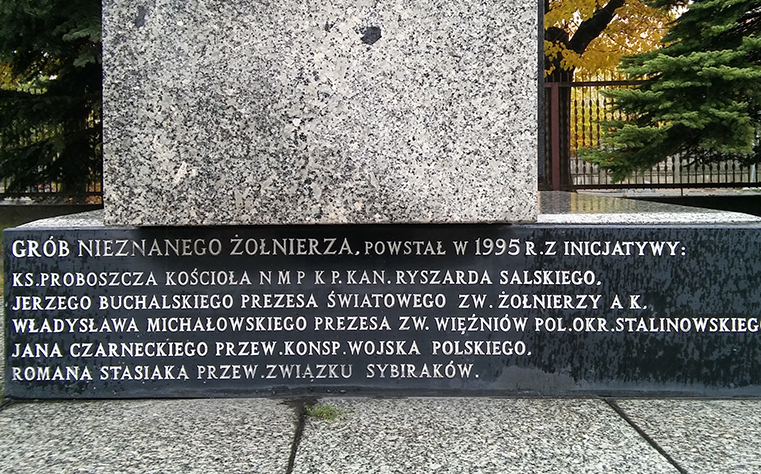 GRÓB NIEZNANEGO ŻOŁNIERZA, POWSTAŁ W 1995 R.Z INICJATYWY:
KS.PROBOSZCZA KOŚCIOŁA N M P K P. KAN. RYSZARDA SALSKIEGO,
JERZEGO BUCHALSKIEGO PREZESA ŚWIATOWEGO ZW. ŻOŁNIERZY A K,
WŁADYSŁAWA MICHAŁOWSKIEGO PREZESA ZW. WIĘŹNIÓW POL.OKR.STALINOWSKIEGO
JANA CZARNECKIEGO PRZEW.KONSP.WOJSKA POLSKIEGO,
ROMANA STASIAKA PRZEW.ZWIĄZKU SYBIRAKÓW.